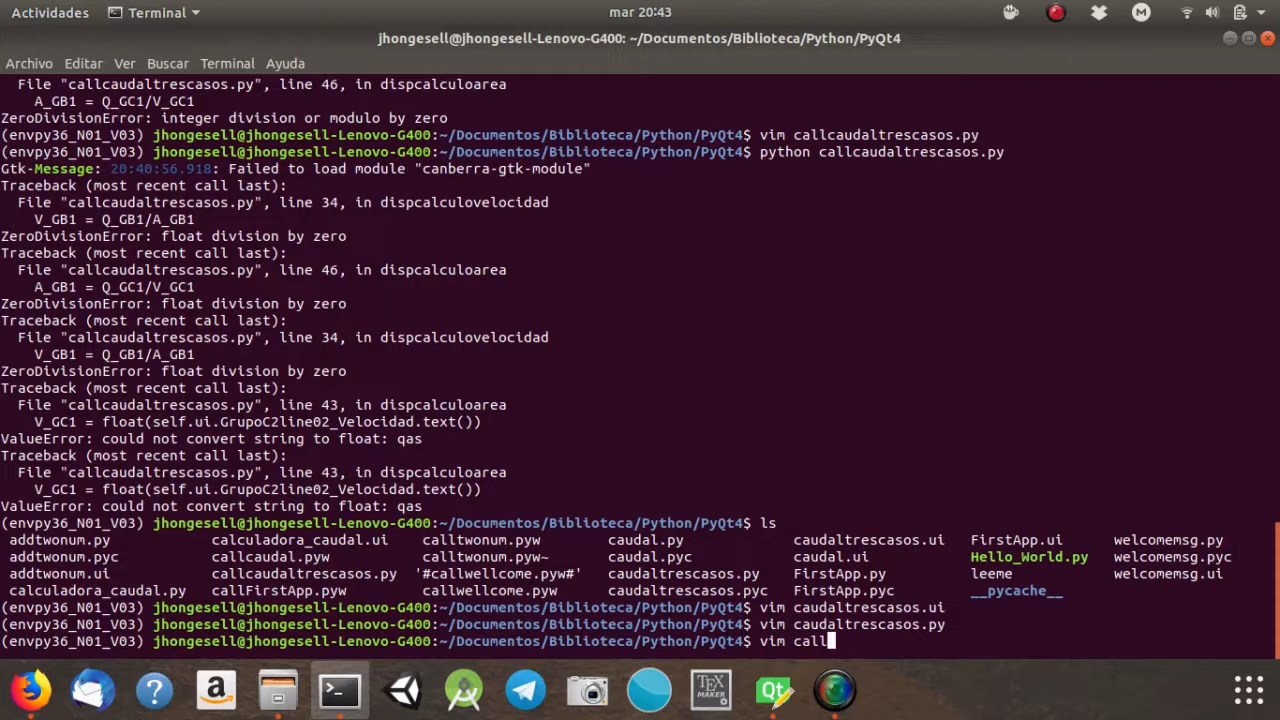 Actividades Terminal mar 20:43 M
jhongesell@jhongesell-Lenovo-G400: ~/Documentos/Biblioteca/Python/PyQt4
Archivo Editar Ver Buscar Terminal Ayuda
File "callcaudaltrescasos.py", line 46, in dispcalculoarea
A_GB1 = Q_GC1/V_GC1
ZeroDivisionError: integer division or modulo by zero
(envpy36_N01_V03) jhongesell@jhongesell-Lenovo-G400:~/Documentos/Biblioteca/Python/PyQt4$ vim callcaudaltrescasos.py
(envpy36_N01_V03) jhongesell@jhongesell-Lenovo-G400:~/Documentos/Biblioteca/Python/PyQt4$ python callcaudaltrescasos.py
Gtk-Message: 20:40:56.918: Failed to load module "canberra-gtk-module"
Traceback (most recent call last):
File "callcaudaltrescasos.py", line 34, in dispcalculovelocidad
V_GB1 = Q_GB1/A_GB1
ZeroDivisionError: float division by zero
Traceback (most recent call last):
File "callcaudaltrescasos.py", line 46, in dispcalculoarea
A_GB1 = Q_GC1/V_GC1
ZeroDivisionError: float division by zero
Traceback (most recent call last):
File "callcaudaltrescasos.py", line 34, in dispcalculovelocidad
V_GB1 = Q_GB1/A_GB1
ZeroDivisionError: float division by zero
Traceback (most recent call last):
File "callcaudaltrescasos.py", line 43, in dispcalculoarea
V_GC1 = float(self.ui.GrupoC2line02_Velocidad.text())
ValueError: could not convert string to float: qas
Traceback (most recent call last):
File "callcaudaltrescasos.py", line 43, in dispcalculoarea
V_GC1 = float(self.ui.GrupoC2line02_Velocidad.text())
ValueError: could not convert string to float: qas
(envpy36_N01_V03) jhongesell@jhongesell-Lenovo-G400:~/Documentos/Biblioteca/Python/PyQt4$ ls
addtwonum.py calculadora_caudal.ui calltwonum.pyw caudal.py caudaltrescasos.ui FirstApp.ui welcomemsg.py
addtwonum.pyc callcaudal.pyw calltwonum.pyw~ caudal.pyc caudal.ui Hello_World.py welcomemsg.pyc
addtwonum.ui callcaudaltrescasos.py '#callwellcome.pyw#' caudaltrescasos.py FirstApp.py leeme welcomemsg.ui
calculadora_caudal.py callFirstApp.pyw callwellcome.pyw caudaltrescasos.pyc FirstApp.pyc __pycache__
(envpy36_N01_V03) jhongesell@jhongesell-Lenovo-G400:~/Documentos/Biblioteca/Python/PyQt4$ vim caudaltrescasos.ui
(envpy36_N01_V03) jhongesell@jhongesell-Lenovo-G400:~/Documentos/Biblioteca/Python/PyQt4$ vim caudaltrescasos.py
(envpy36_N01_V03) jhongesell@jhongesell-Lenovo-G400:~/Documentos/Biblioteca/Python/PyQt4$ vim call
? a >_ TEX MAKER Qt